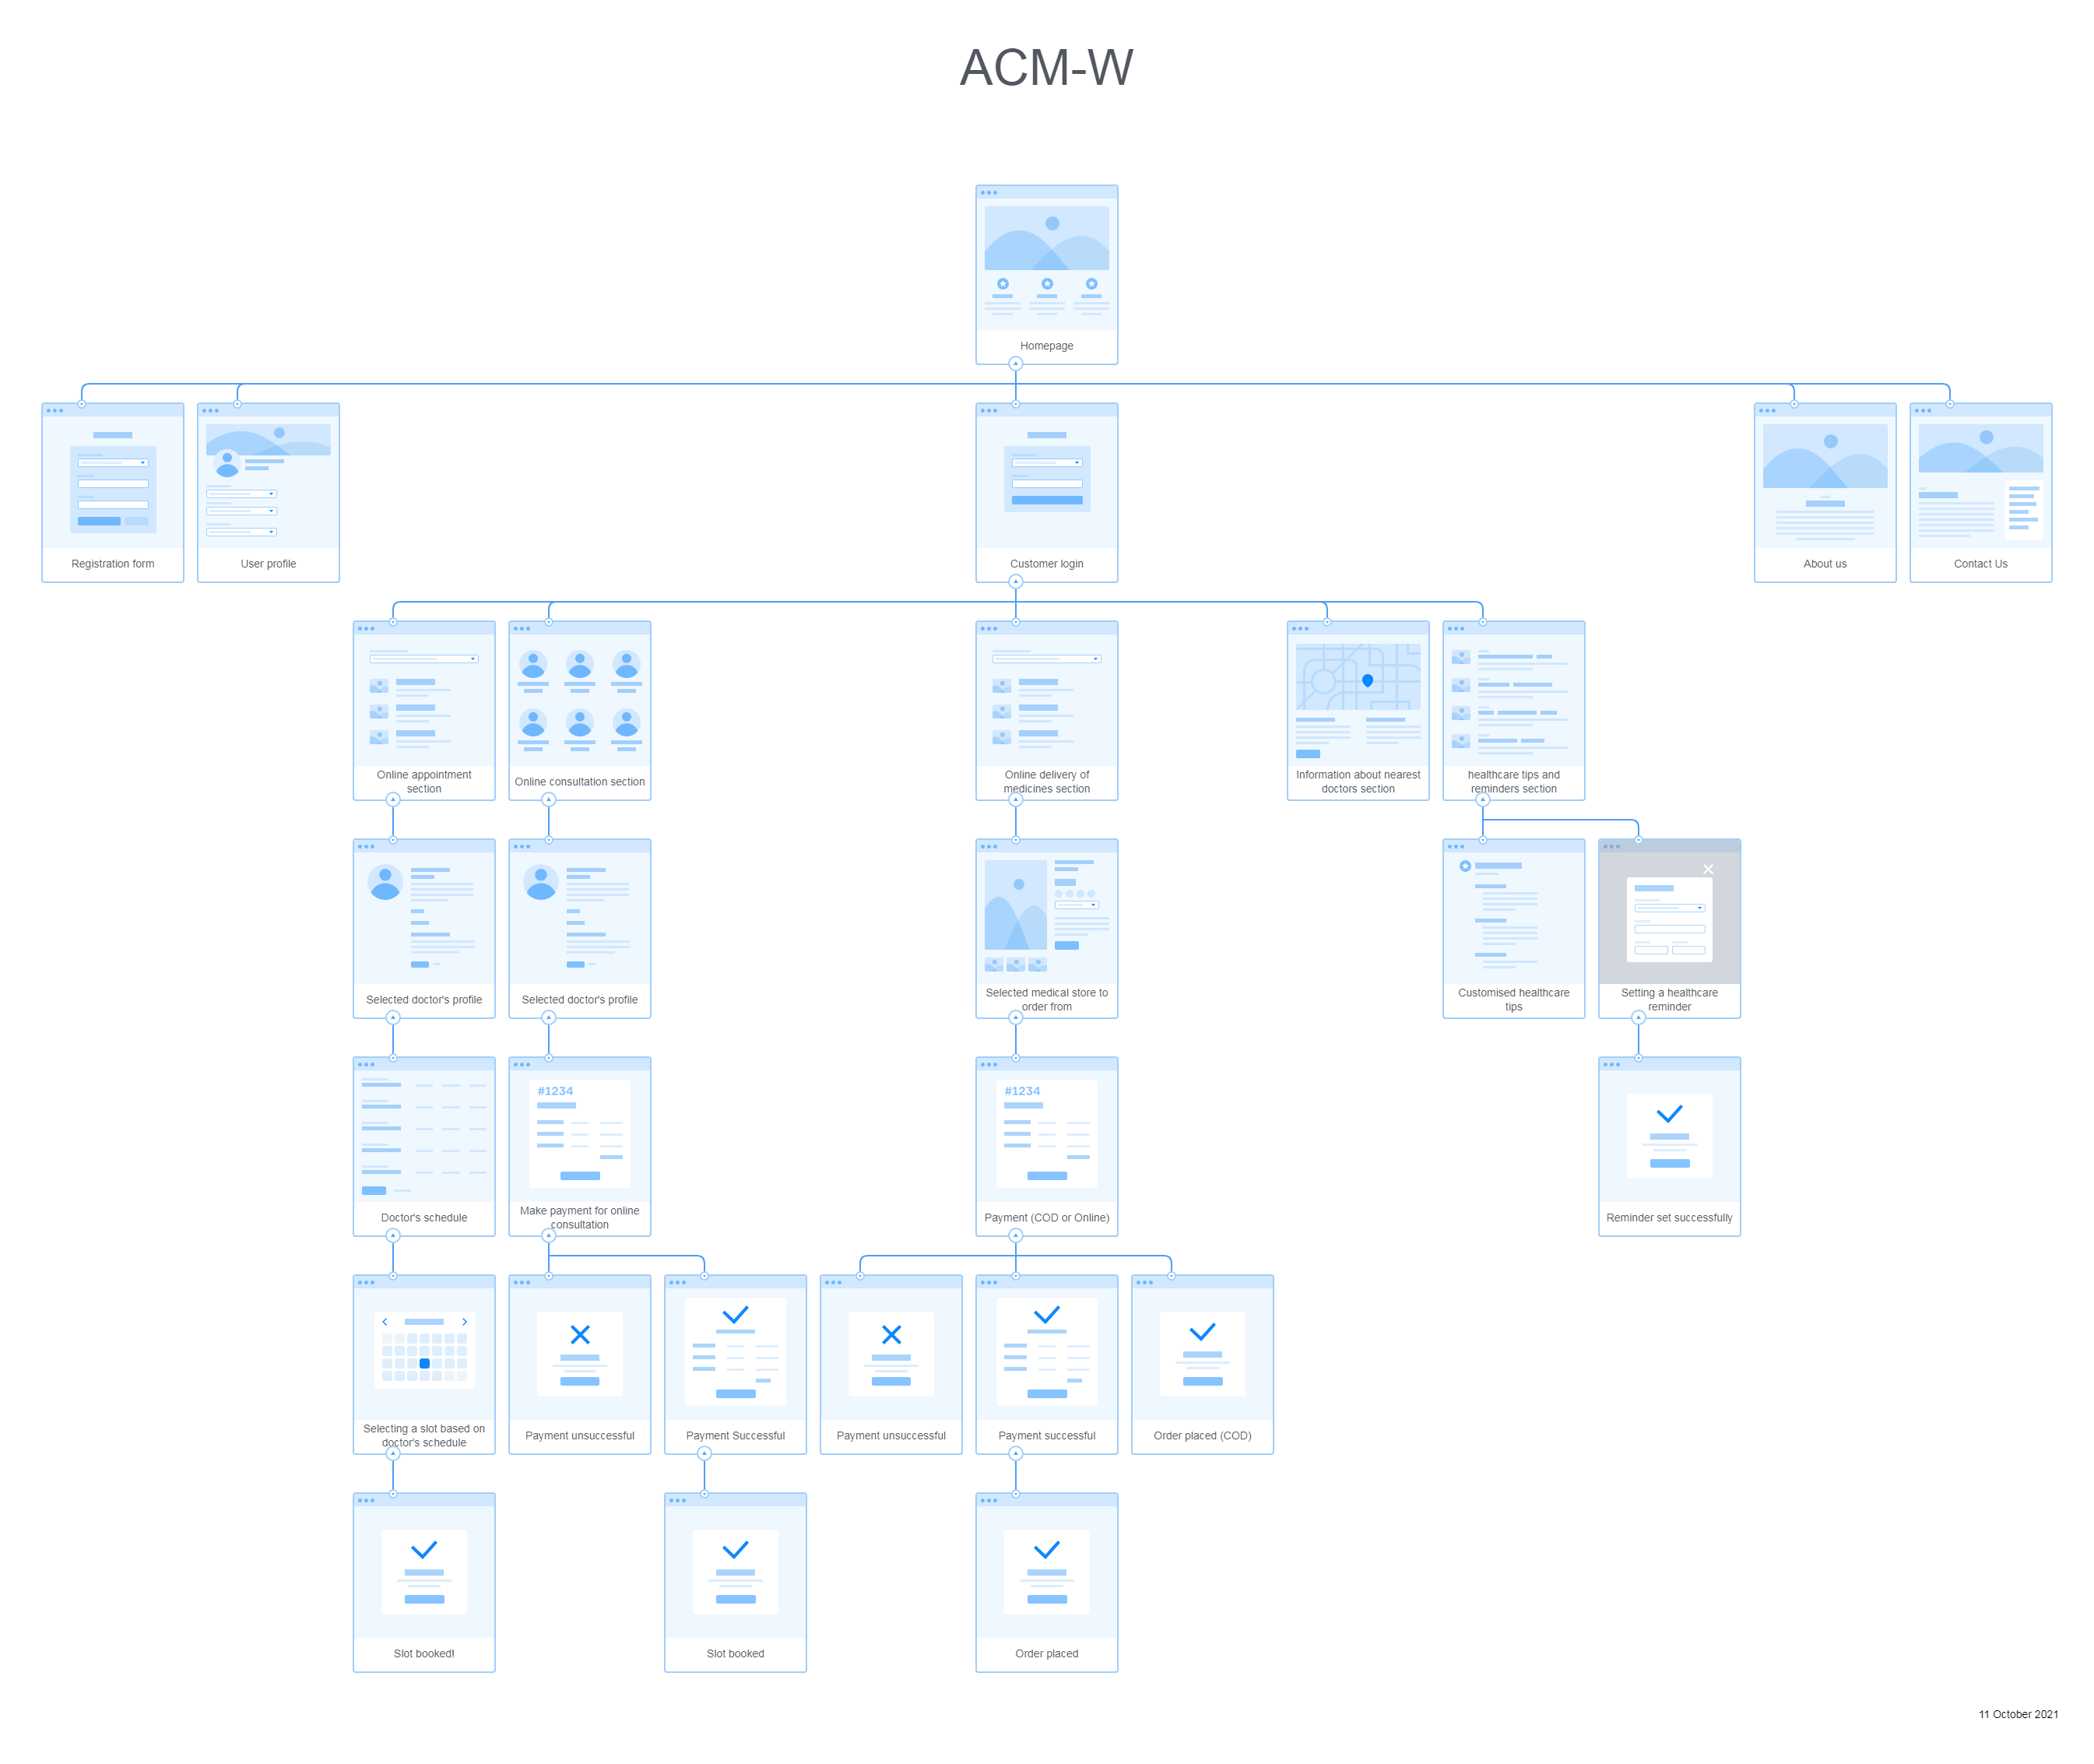 ACM-W
Homepage
Registration form
User profile
Customer login
About us
Contact Us
Online appointment
section
Online consultation section
Online delivery of
medicines section
Information about nearest
doctors section
healthcare tips and
reminders section
Selected doctor's profile
Selected doctor's profile
Selected medical store to
order from
Customised healthcare
tips
Setting a healthcare
reminder
#1234
#1234
Doctor's schedule
Make payment for online
consultation
Payment (COD or Online)
Reminder set successfully
Selecting a slot based on
doctor's schedule
Payment unsuccessful
Payment Successful
Payment unsuccessful
Payment successful
Order placed (COD)
Slot booked!
Slot booked
Order placed
11 October 2021